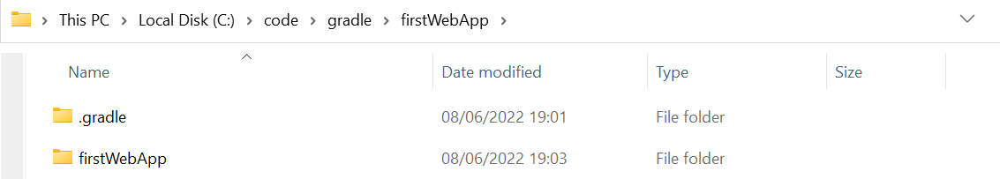 This PC > Local Disk (C:) > code > gradle > firstWebApp >
Name Date modified Type Size
.gradle 08/06/2022 19:01 File folder
firstWebApp 08/06/2022 19:03 File folder